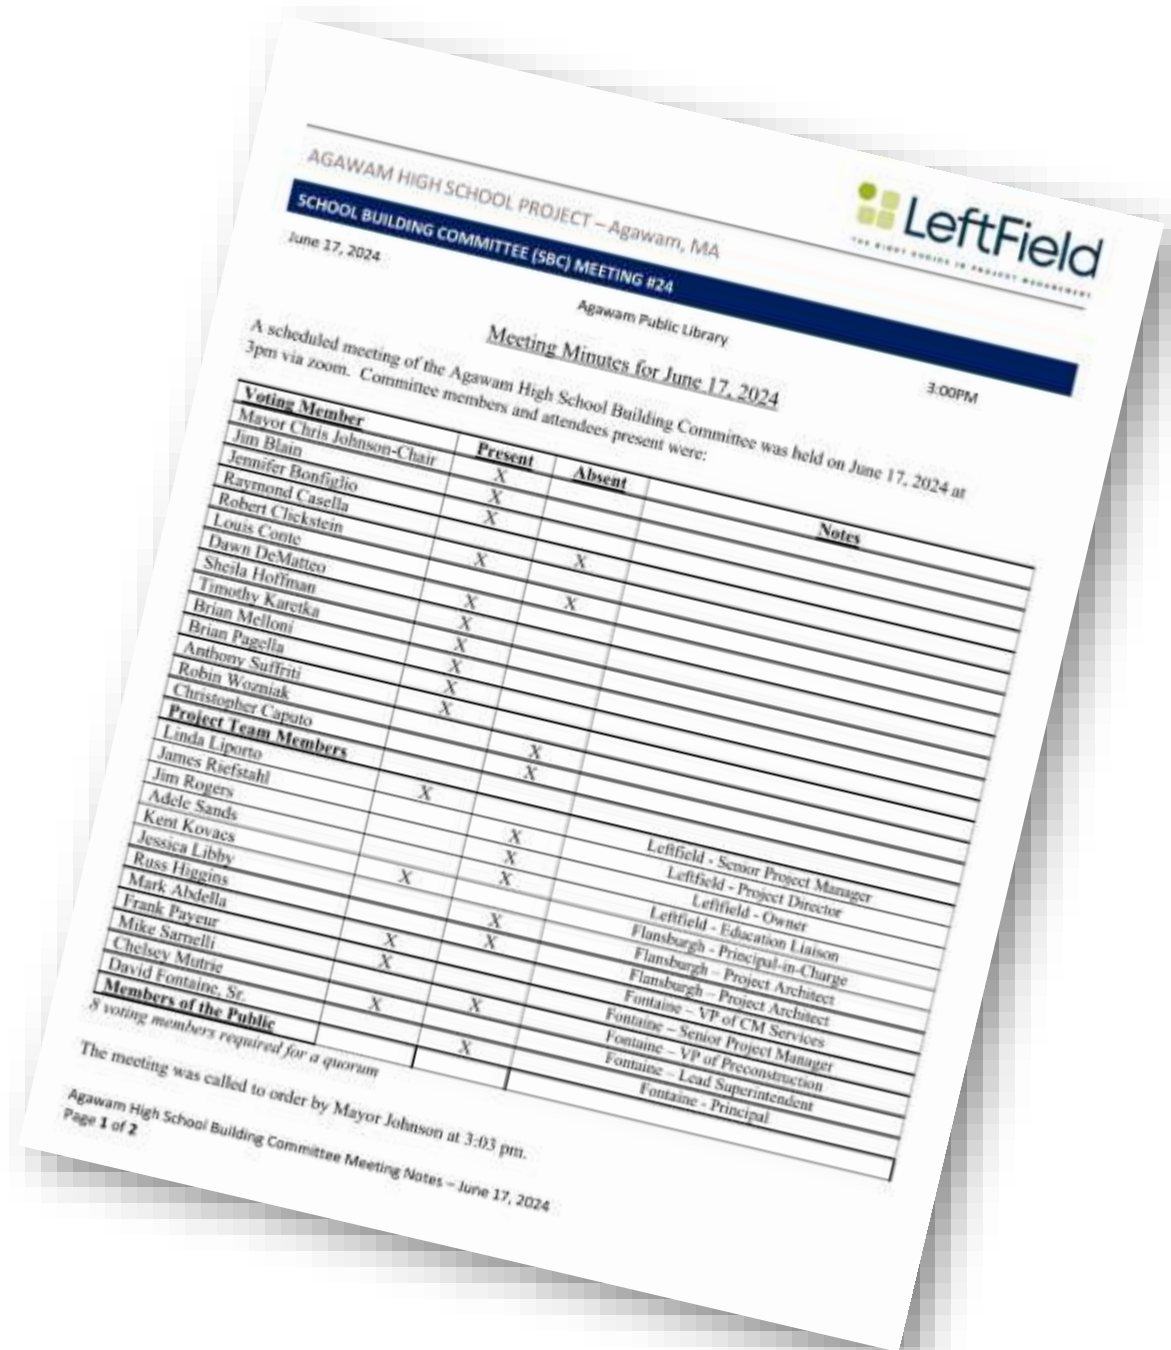 AGAWAM HIGH SCHOOL PROJECT – Agawam, MA
LeftField
THE RIGHT CHOICE IN PROJECT MANAGEMENT
SCHOOL BUILDING COMMITTEE (SBC) MEETING #24
June 17, 2024 Agawam Public Library 3:00PM
Meeting Minutes for June 17, 2024
A scheduled meeting of the Agawam High School Building Committee was held on June 17, 2024 at
3pm via zoom. Committee members and attendees present were:
Voting Member Present Absent Notes
Mayor Chris Johnson-Chair X
Jim Blain X
Jennifer Bonfiglio X
Raymond Casella X
Robert Clickstein X
Louis Conte X
Dawn DeMatteo X
Sheila Hoffman X
Timothy Karetka X
Brian Melloni X
Brian Pagella X
Anthony Suffriti X
Robin Wozniak X
Christopher Caputo X
Project Team Members
Linda Liporto X Leftfield - Senior Project Manager
James Riefstahl X Leftfield - Project Director
Jim Rogers X Leftfield - Owner
Adele Sands X Leftfield - Education Liaison
Kent Kovacs X Flansburgh - Principal-in-Charge
Jessica Libby X Flansburgh – Project Architect
Russ Higgins X Flansburgh – Project Architect
Mark Abdella X Fontaine – VP of CM Services
Frank Payeur X Fontaine – Senior Project Manager
Mike Sarnelli X Fontaine – VP of Preconstruction
Chelsey Mutrie X Fontaine – Lead Superintendent
David Fontaine, Sr. X Fontaine - Principal
Members of the Public
8 voting members required for a quorum
The meeting was called to order by Mayor Johnson at 3:03 pm.
Agawam High School Building Committee Meeting Notes – June 17, 2024
Page 1 of 2